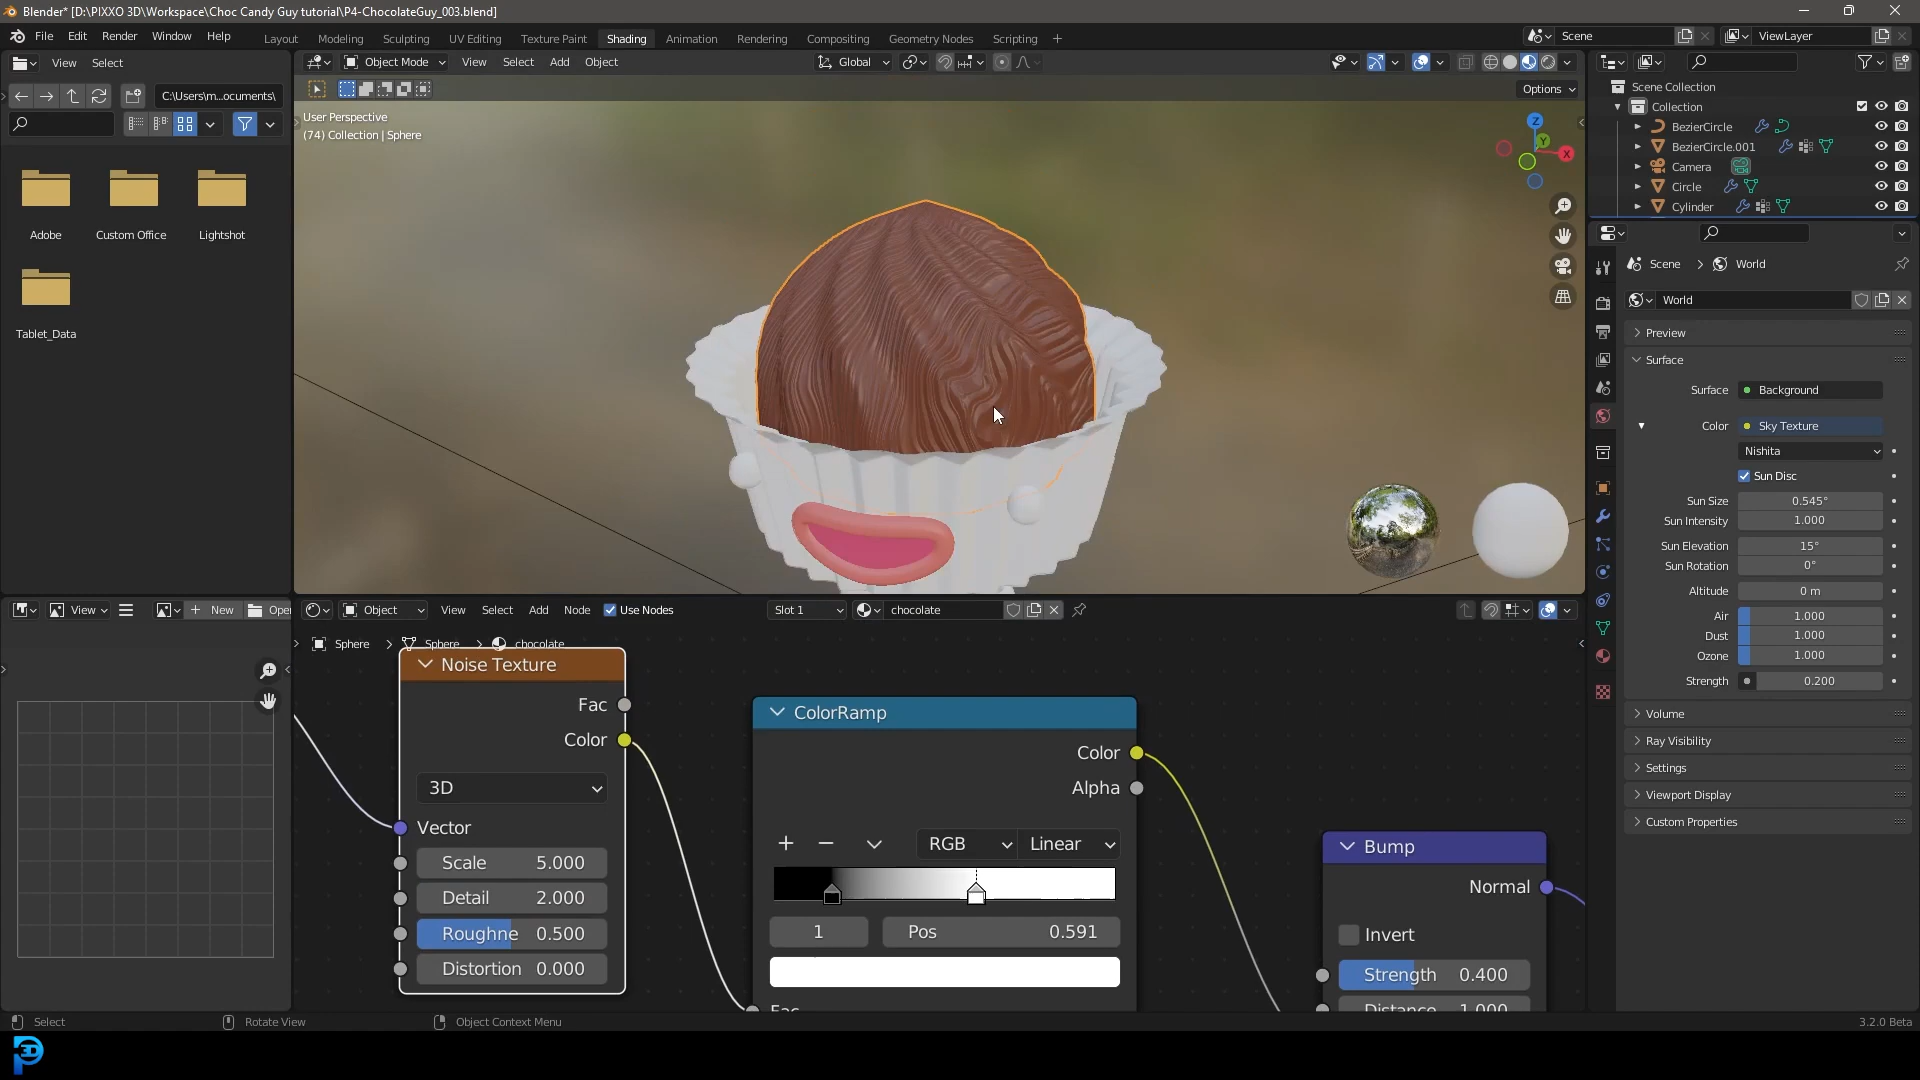 Blender* [D:\PIXXO 3D\Workspace\Choc Candy Guy tutorial\P4-ChocolateGuy_003.blend]
File Edit Render Window Help
Layout Modeling Sculpting UV Editing Texture Paint Shading Animation Rendering Compositing Geometry Nodes Scripting +
Scene
ViewLayer
View Select
Object Mode View Select Add Object
Global
C:\Users\m...ocuments\
Options
User Perspective
(74) Collection | Sphere
Z
Y
X
Adobe
Custom Office
Lightshot
Tablet_Data
Scene Collection
Collection
BezierCircle
BezierCircle.001
Camera
Circle
Cylinder
Scene > World
World
Preview
Surface
Surface Background
Color Sky Texture
Nishita
Sun Disc
Sun Size 0.545°
Sun Intensity 1.000
Sun Elevation 15°
Sun Rotation 0°
Altitude 0 m
Air 1.000
Dust 1.000
Ozone 1.000
Strength 0.200
Volume
Ray Visibility
Settings
Viewport Display
Custom Properties
View
New
Open
Object View Select Add Node Use Nodes
Slot 1
chocolate
Sphere > Sphere > chocolate
Noise Texture
Fac
Color
3D
Vector
Scale 5.000
Detail 2.000
Roughne 0.500
Distortion 0.000
ColorRamp
Color
Alpha
+ − RGB Linear
1 Pos 0.591
Fac
Bump
Normal
Invert
Strength 0.400
Distance 1.000
Select
Rotate View
Object Context Menu
3.2.0 Beta